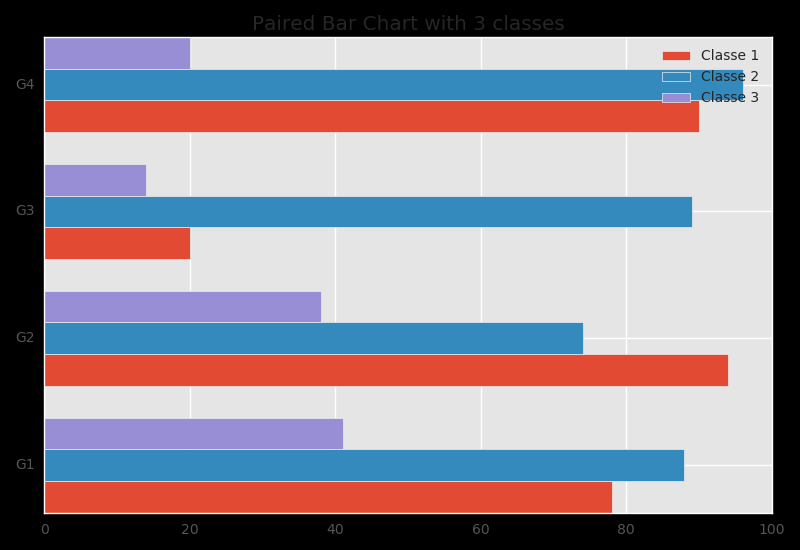 Paired Bar Chart with 3 classes
Classe 1
Classe 2
Classe 3
G4
G3
G2
G1
0 20 40 60 80 100